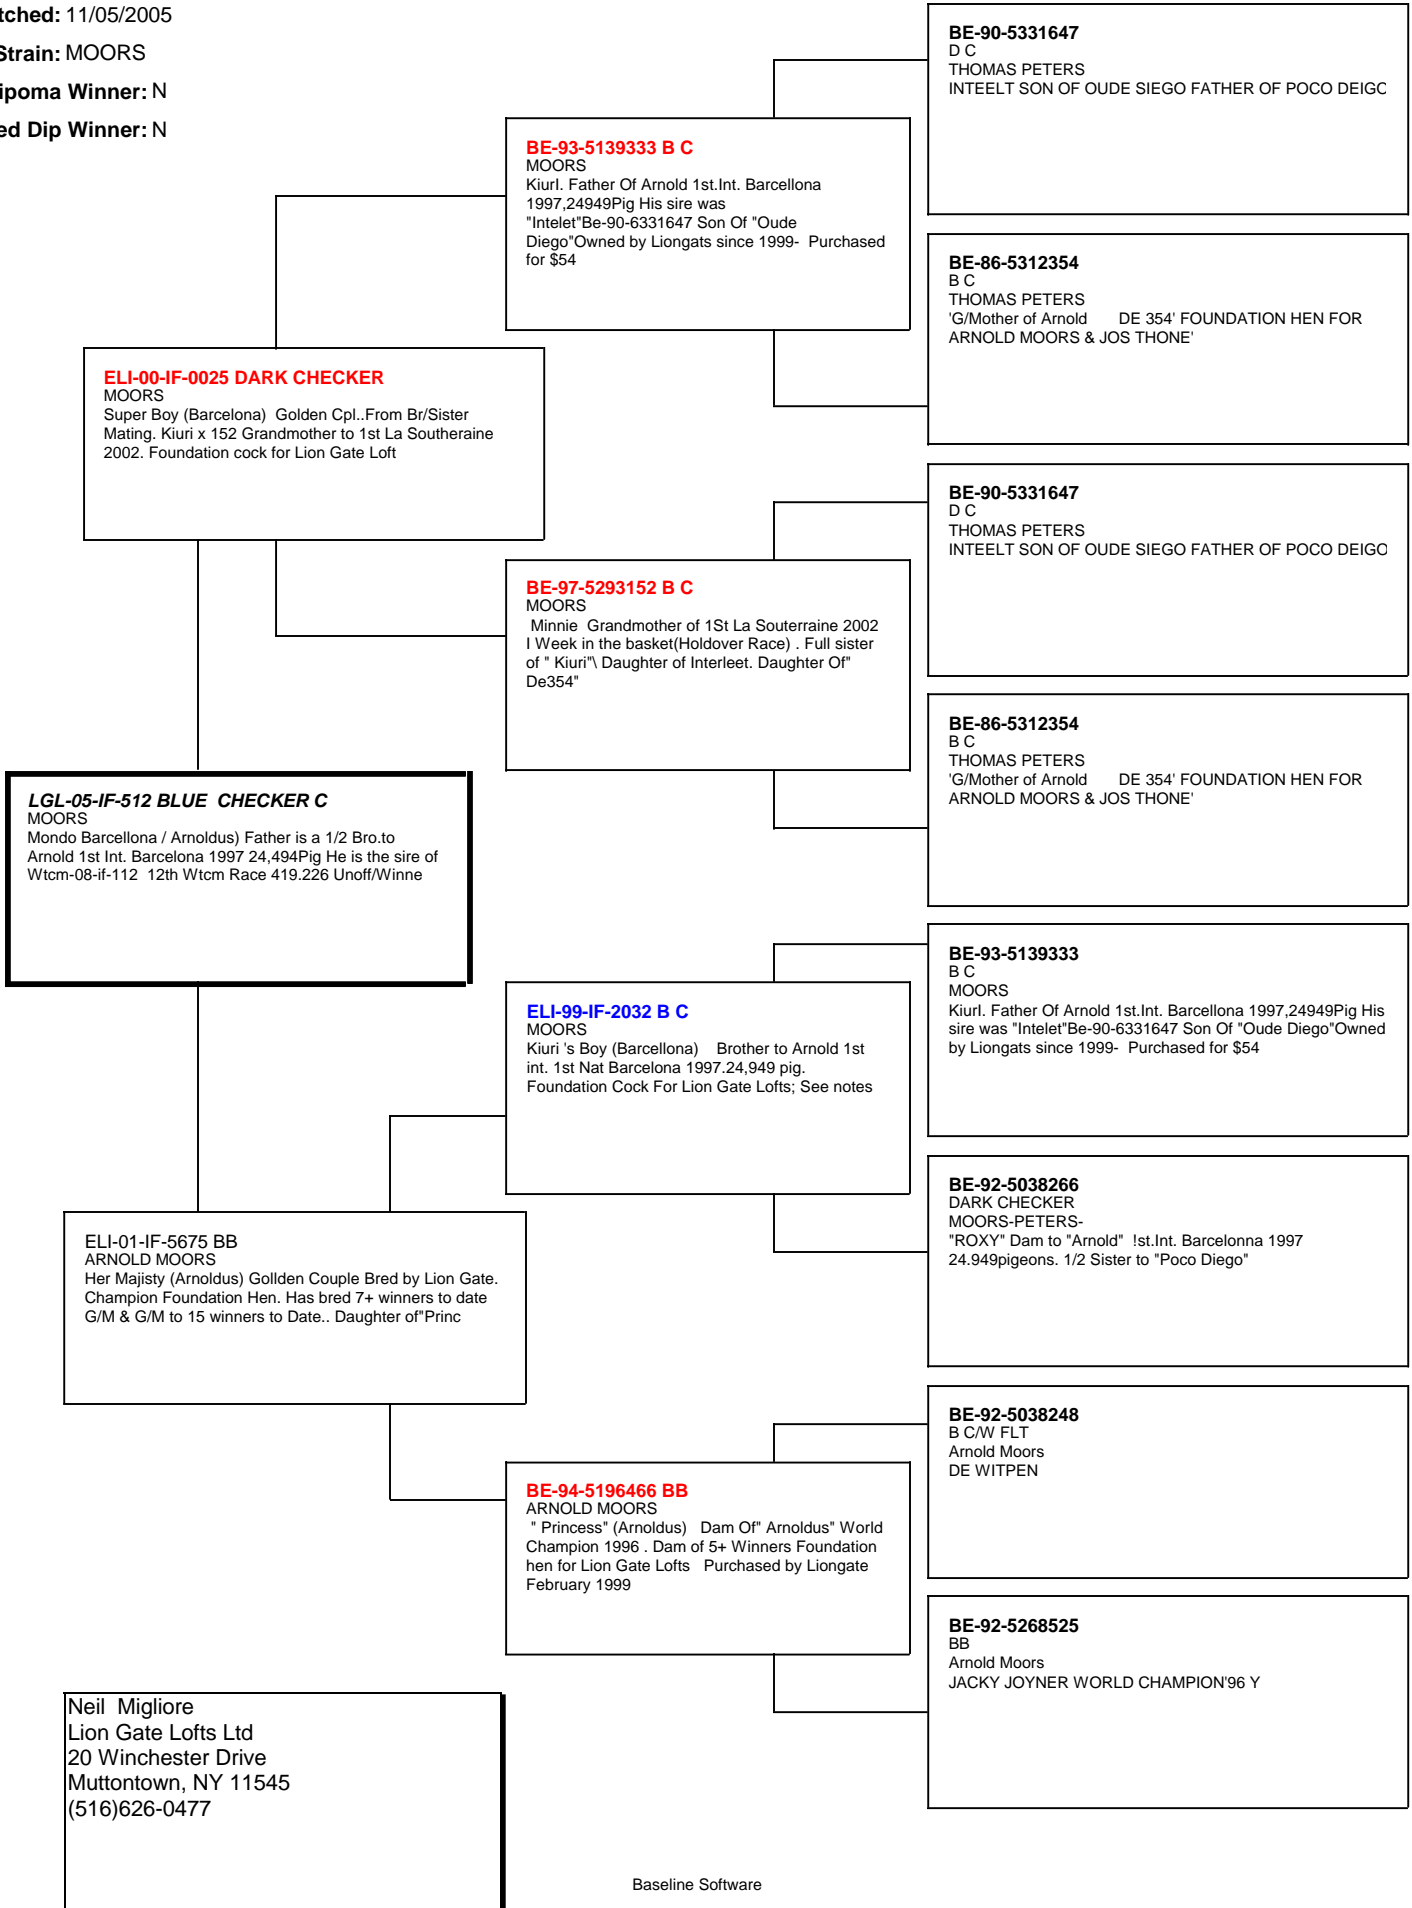 tched: 11/05/2005
Strain: MOORS
ipoma Winner: N
ed Dip Winner: N
BE-90-5331647
D C
THOMAS PETERS
INTEELT SON OF OUDE SIEGO FATHER OF POCO DEIGO
BE-93-5139333 B C
MOORS
KiurI. Father Of Arnold 1st.Int. Barcellona
1997,24949Pig His sire was
"Intelet"Be-90-6331647 Son Of "Oude
Diego"Owned by Liongats since 1999-  Purchased
for $54
BE-86-5312354
B C
THOMAS PETERS
'G/Mother of Arnold      DE 354' FOUNDATION HEN FOR
ARNOLD MOORS & JOS THONE'
ELI-00-IF-0025 DARK CHECKER
MOORS
Super Boy (Barcelona)  Golden Cpl..From Br/Sister
Mating. Kiuri x 152 Grandmother to 1st La Southeraine
2002. Foundation cock for Lion Gate Loft
BE-90-5331647
D C
THOMAS PETERS
INTEELT SON OF OUDE SIEGO FATHER OF POCO DEIGO
BE-97-5293152 B C
MOORS
Minnie  Grandmother of 1St La Souterraine 2002
I Week in the basket(Holdover Race) . Full sister
of " Kiuri"\ Daughter of Interleet. Daughter Of"
De354"
BE-86-5312354
B C
THOMAS PETERS
'G/Mother of Arnold      DE 354' FOUNDATION HEN FOR
ARNOLD MOORS & JOS THONE'
LGL-05-IF-512 BLUE  CHECKER C
MOORS
Mondo Barcellona / Arnoldus) Father is a 1/2 Bro.to
Arnold 1st Int. Barcelona 1997 24,494Pig He is the sire of
Wtcm-08-if-112  12th Wtcm Race 419.226 Unoff/Winne
BE-93-5139333
B C
MOORS
KiurI. Father Of Arnold 1st.Int. Barcellona 1997,24949Pig His
sire was "Intelet"Be-90-6331647 Son Of "Oude Diego"Owned
by Liongats since 1999-  Purchased for $54
ELI-99-IF-2032 B C
MOORS
Kiuri 's Boy (Barcellona)    Brother to Arnold 1st
int. 1st Nat Barcelona 1997.24,949 pig.
Foundation Cock For Lion Gate Lofts; See notes
BE-92-5038266
DARK CHECKER
MOORS-PETERS-
"ROXY" Dam to "Arnold"  !st.Int. Barcelonna 1997
24.949pigeons. 1/2 Sister to "Poco Diego"
ELI-01-IF-5675 BB
ARNOLD MOORS
Her Majisty (Arnoldus) Gollden Couple Bred by Lion Gate.
Champion Foundation Hen. Has bred 7+ winners to date
G/M & G/M to 15 winners to Date.. Daughter of"Princ
BE-92-5038248
B C/W FLT
Arnold Moors
DE WITPEN
BE-94-5196466 BB
ARNOLD MOORS
" Princess" (Arnoldus)   Dam Of" Arnoldus" World
Champion 1996 . Dam of 5+ Winners Foundation
hen for Lion Gate Lofts   Purchased by Liongate
February 1999
BE-92-5268525
BB
Arnold Moors
JACKY JOYNER WORLD CHAMPION'96 Y
Neil  Migliore
Lion Gate Lofts Ltd
20 Winchester Drive
Muttontown, NY 11545
(516)626-0477
Baseline Software